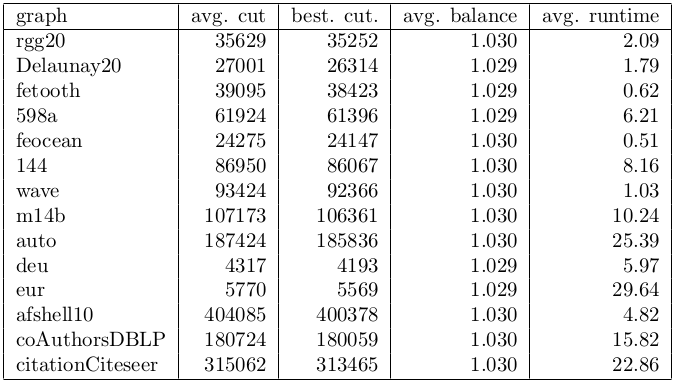 graph avg. cut best. cut. avg. balance avg. runtime
rgg20 35629 35252 1.030 2.09
Delaunay20 27001 26314 1.029 1.79
fetooth 39095 38423 1.029 0.62
598a 61924 61396 1.029 6.21
feocean 24275 24147 1.030 0.51
144 86950 86067 1.030 8.16
wave 93424 92366 1.030 1.03
m14b 107173 106361 1.030 10.24
auto 187424 185836 1.030 25.39
deu 4317 4193 1.029 5.97
eur 5770 5569 1.029 29.64
afshell10 404085 400378 1.030 4.82
coAuthorsDBLP 180724 180059 1.030 15.82
citationCiteseer 315062 313465 1.030 22.86